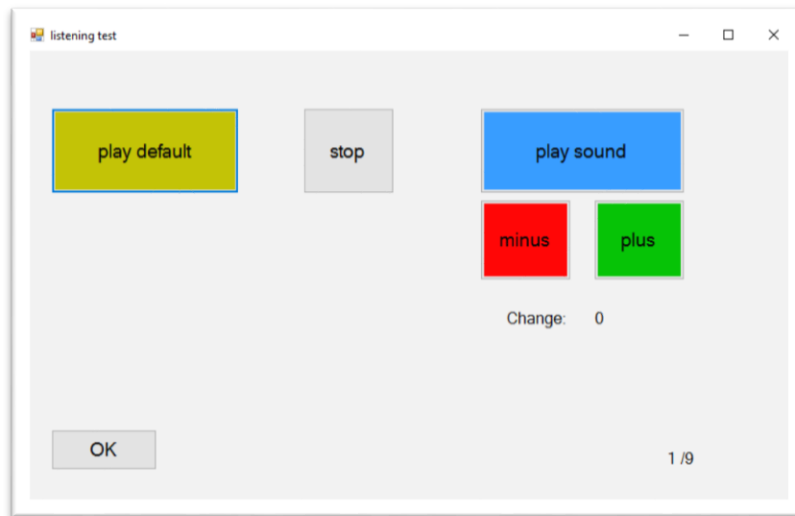 listening test
play default
stop
play sound
minus
plus
Change: 0
OK
1 /9